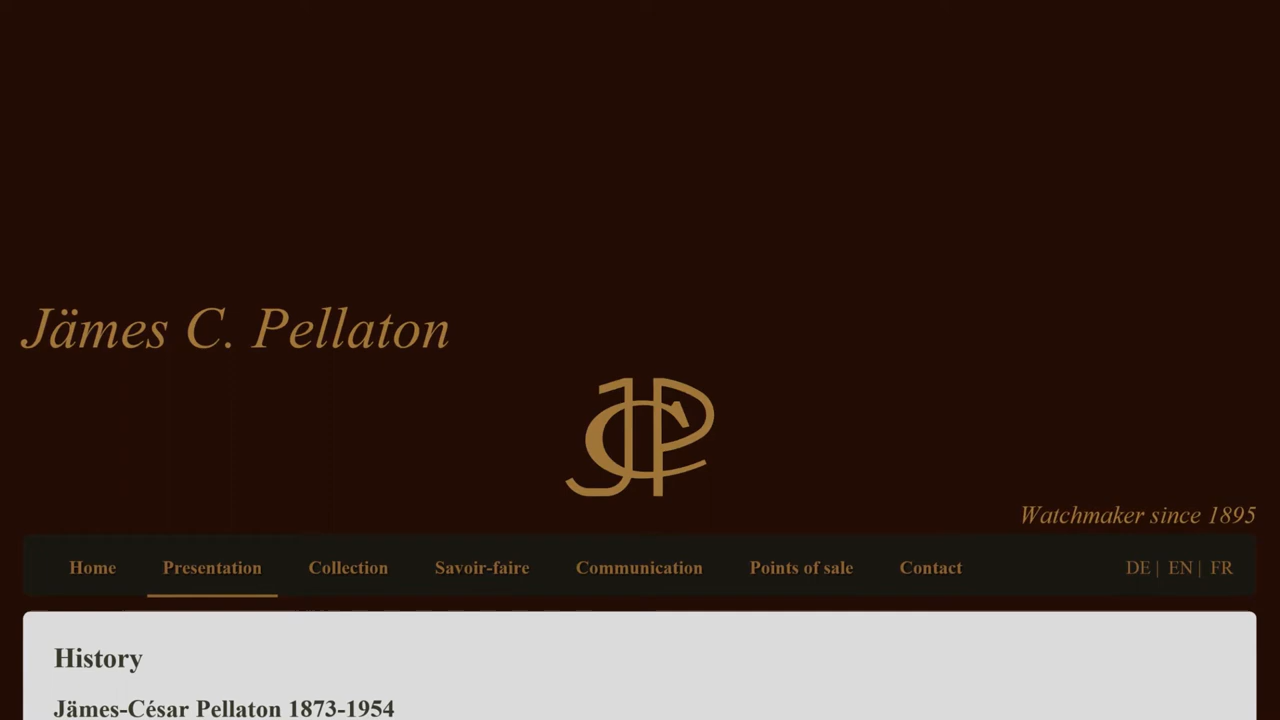 Jämes C. Pellaton
JCP
Watchmaker since 1895
Home Presentation Collection Savoir-faire Communication Points of sale Contact DE | EN | FR
History
Jämes-César Pellaton 1873-1954